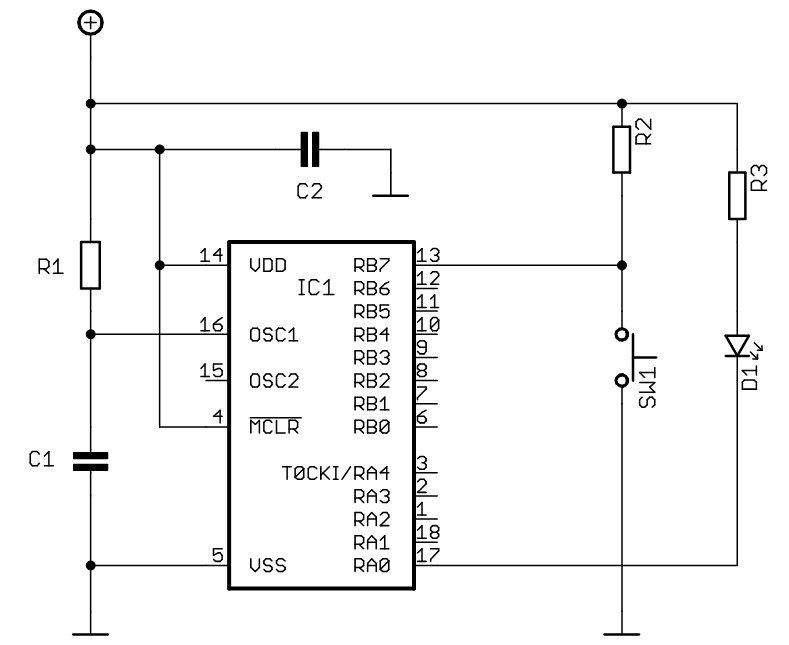 +
R2
R3
C2
R1
14 VDD RB7 13
IC1
RB6 12
RB5 11
16 OSC1 RB4 10
RB3 9
15 OSC2 RB2 8
RB1 7
4 MCLR RB0 6
D1
SW1
C1
T0CKI/RA4 3
RA3 2
RA2 1
RA1 18
5 VSS RA0 17